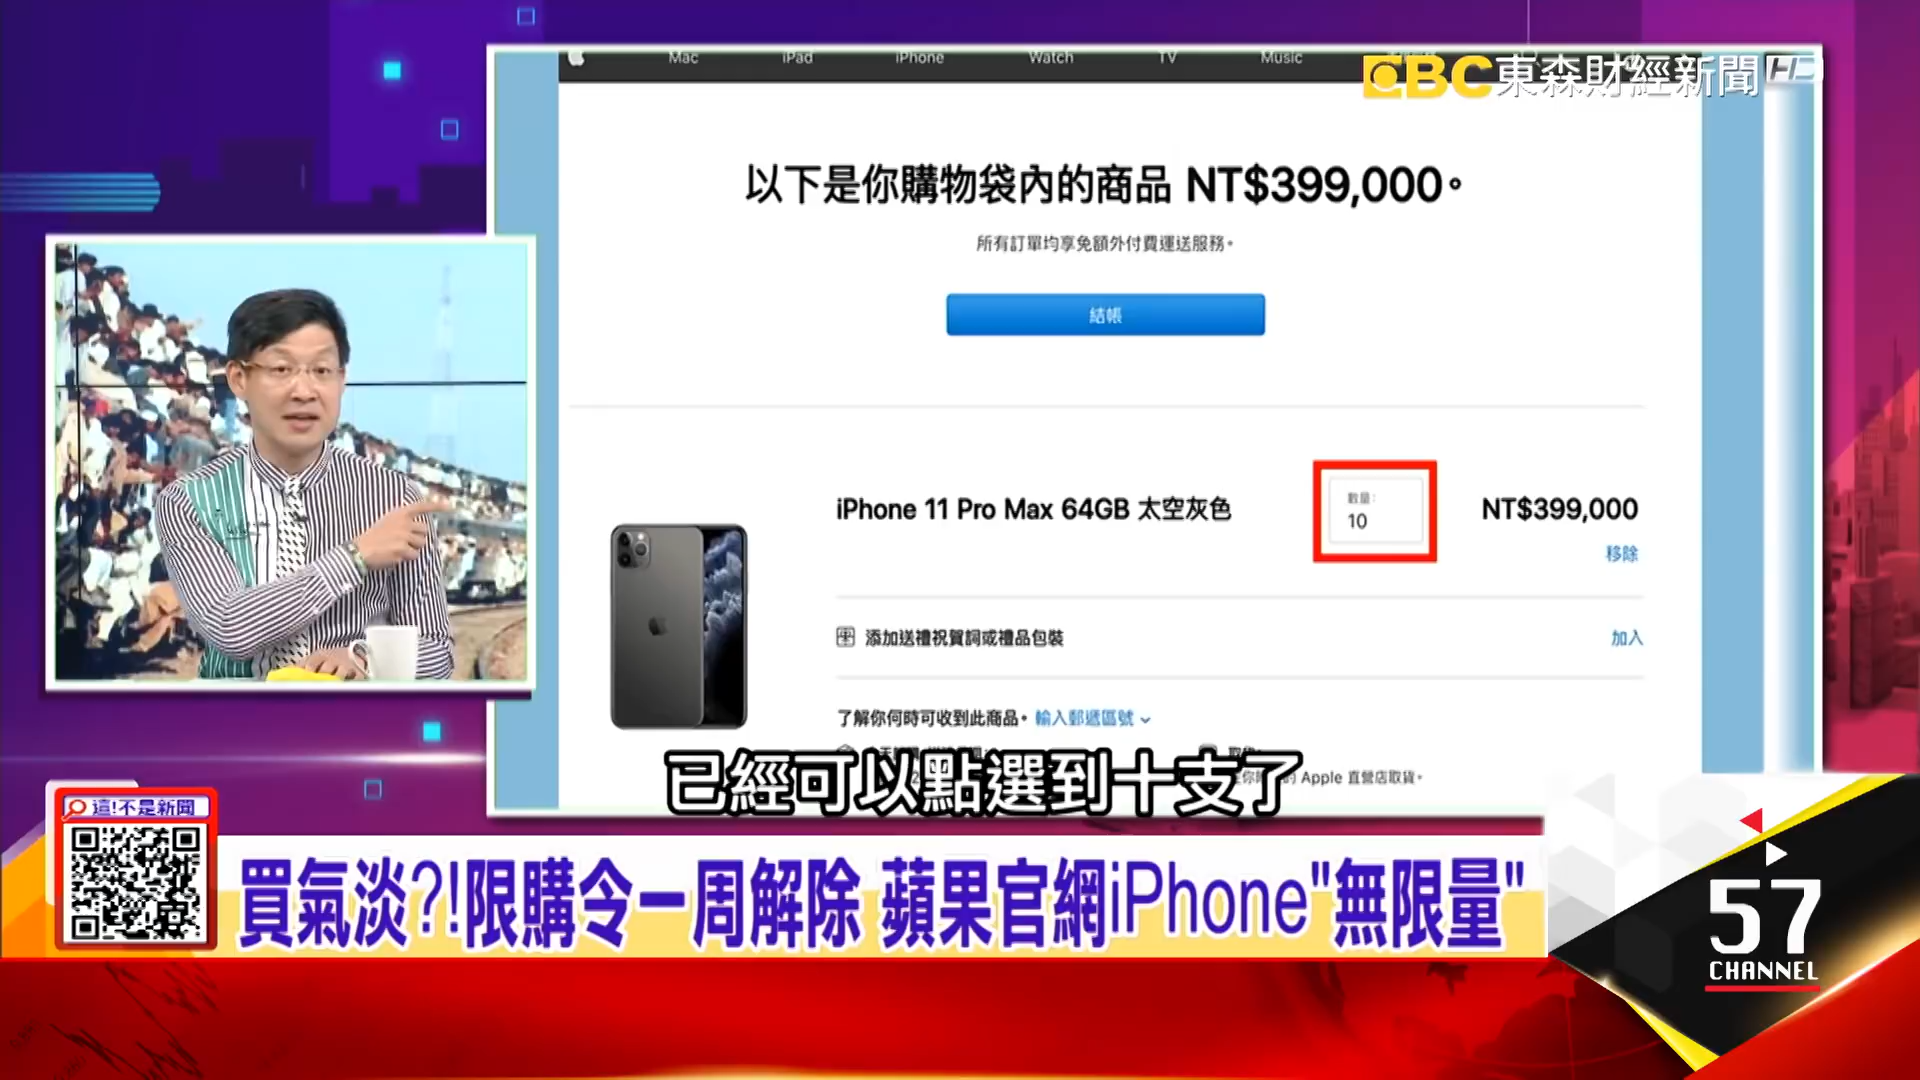 Mac iPad iPhone Watch TV Music
EBC東森財經新聞 HD
以下是你購物袋內的商品 NT$399,000。
所有訂單均享免額外付費運送服務。
結帳
iPhone 11 Pro Max 64GB 太空灰色
數量:
10
NT$399,000
移除
添加送禮祝賀詞或禮品包裝
加入
了解你何時可收到此商品。輸入郵遞區號
Apple 直營店取貨。
已經可以點選到十支了
這!不是新聞
買氣淡?!限購令一周解除 蘋果官網iPhone"無限量"
57
CHANNEL